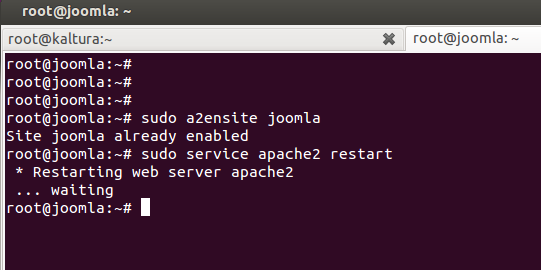 root@joomla: ~
root@kaltura:~ root@joomla: ~
root@joomla:~#
root@joomla:~#
root@joomla:~#
root@joomla:~# sudo a2ensite joomla
Site joomla already enabled
root@joomla:~# sudo service apache2 restart
 * Restarting web server apache2
 ... waiting
root@joomla:~#